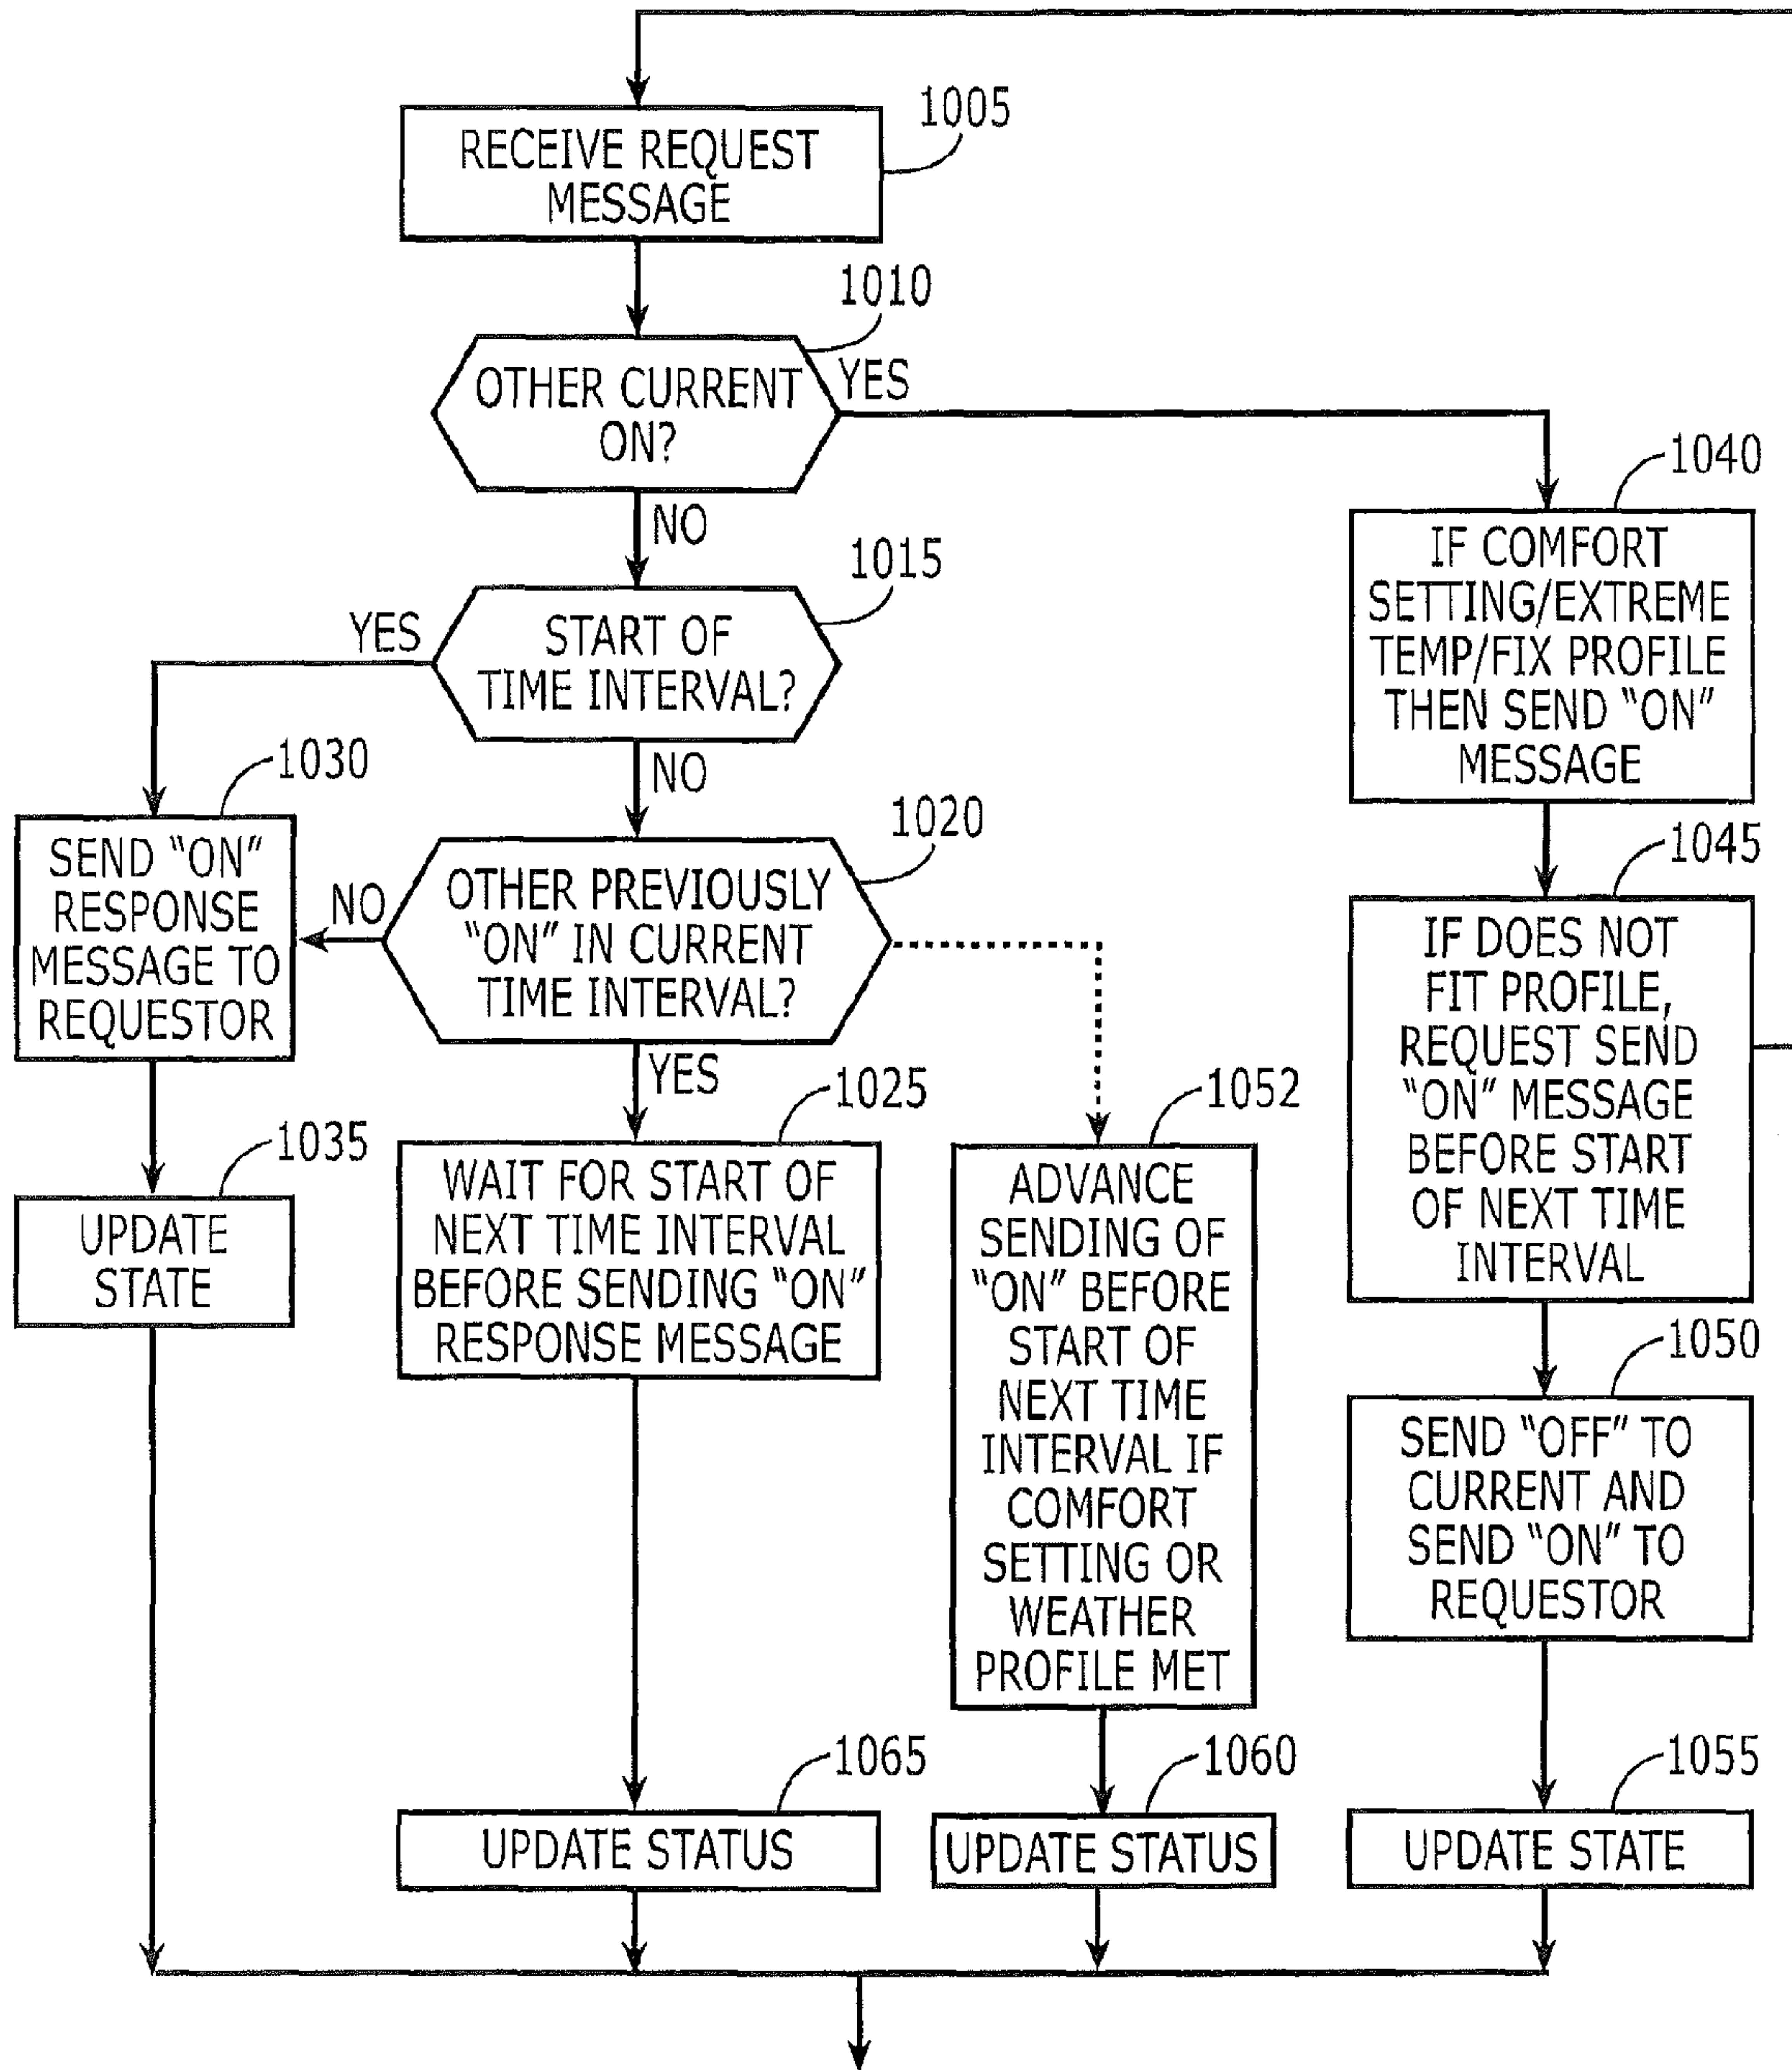 1005
RECEIVE REQUEST
MESSAGE
1010
OTHER CURRENT
ON?
YES
NO
1015
START OF
TIME INTERVAL?
YES
NO
1020
OTHER PREVIOUSLY
"ON" IN CURRENT
TIME INTERVAL?
NO
YES
1030
SEND "ON"
RESPONSE
MESSAGE TO
REQUESTOR
1035
UPDATE
STATE
1025
WAIT FOR START OF
NEXT TIME INTERVAL
BEFORE SENDING "ON"
RESPONSE MESSAGE
1065
UPDATE STATUS
1052
ADVANCE
SENDING OF
"ON" BEFORE
START OF
NEXT TIME
INTERVAL IF
COMFORT
SETTING OR
WEATHER
PROFILE MET
1060
UPDATE STATUS
1040
IF COMFORT
SETTING/EXTREME
TEMP/FIX PROFILE
THEN SEND "ON"
MESSAGE
1045
IF DOES NOT
FIT PROFILE,
REQUEST SEND
"ON" MESSAGE
BEFORE START
OF NEXT TIME
INTERVAL
1050
SEND "OFF" TO
CURRENT AND
SEND "ON" TO
REQUESTOR
1055
UPDATE STATE